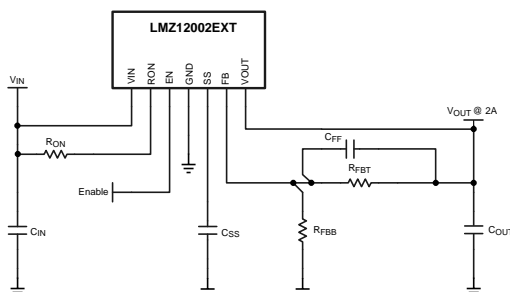 LMZ12002EXT
VIN
RON
EN
GND
SS
FB
VOUT
VIN
VOUT @ 2A
RON
CFF
RFBT
Enable
CIN
CSS
RFBB
COUT